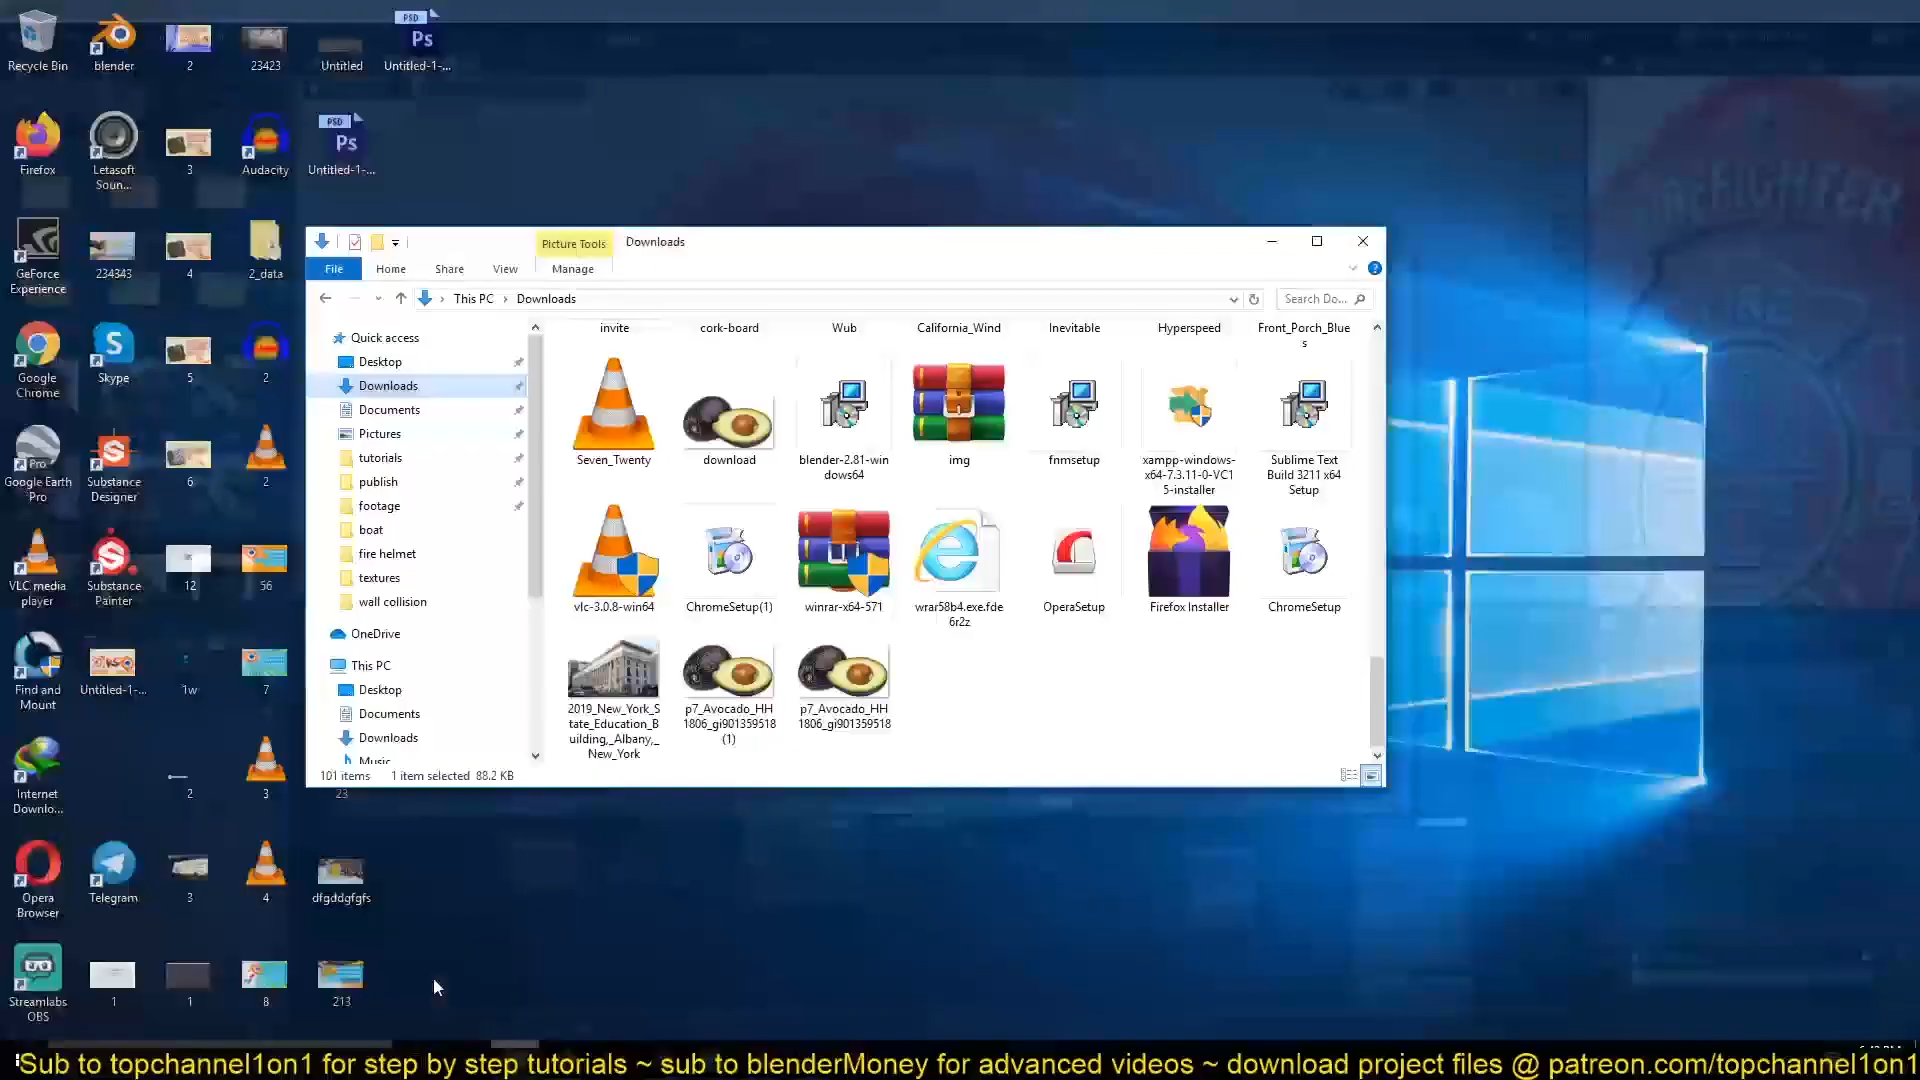 Recycle Bin
blender
2
23423
Untitled
PSD
Ps
Untitled-1-...
Firefox
Letasoft
Soun...
3
Audacity
PSD
Ps
Untitled-1-...
GeForce
Experience
234343
4
2_data
Google
Chrome
Skype
5
2
Pro
Google Earth
Pro
Substance
Designer
6
2
VLC media
player
Substance
Painter
12
56
Find and
Mount
Untitled-1-...
1w
7
Internet
Downlo...
2
3
23
Opera
Browser
Telegram
3
4
dfgddgfgfs
Streamlabs
OBS
1
1
8
213
Picture Tools
Downloads
File
Home
Share
View
Manage
This PC
Downloads
Search Do...
Quick access
Desktop
Downloads
Documents
Pictures
tutorials
publish
footage
boat
fire helmet
textures
wall collision
OneDrive
This PC
Desktop
Documents
Downloads
Music
invite
cork-board
Wub
California_Wind
Inevitable
Hyperspeed
Front_Porch_Blue
s
Seven_Twenty
download
blender-2.81-win
dows64
img
fnmsetup
xampp-windows-
x64-7.3.11-0-VC1
5-installer
Sublime Text
Build 3211 x64
Setup
vlc-3.0.8-win64
ChromeSetup(1)
winrar-x64-571
wrar58b4.exe.fde
6r2z
OperaSetup
Firefox Installer
ChromeSetup
2019_New_York_S
tate_Education_B
uilding,_Albany,_
New_York
p7_Avocado_HH
1806_gi901359518
(1)
p7_Avocado_HH
1806_gi901359518
101 items
1 item selected 88.2 KB
FIGHTER
Sub to topchannel1on1 for step by step tutorials ~ sub to blenderMoney for advanced videos ~ download project files @ patreon.com/topchannel1on1